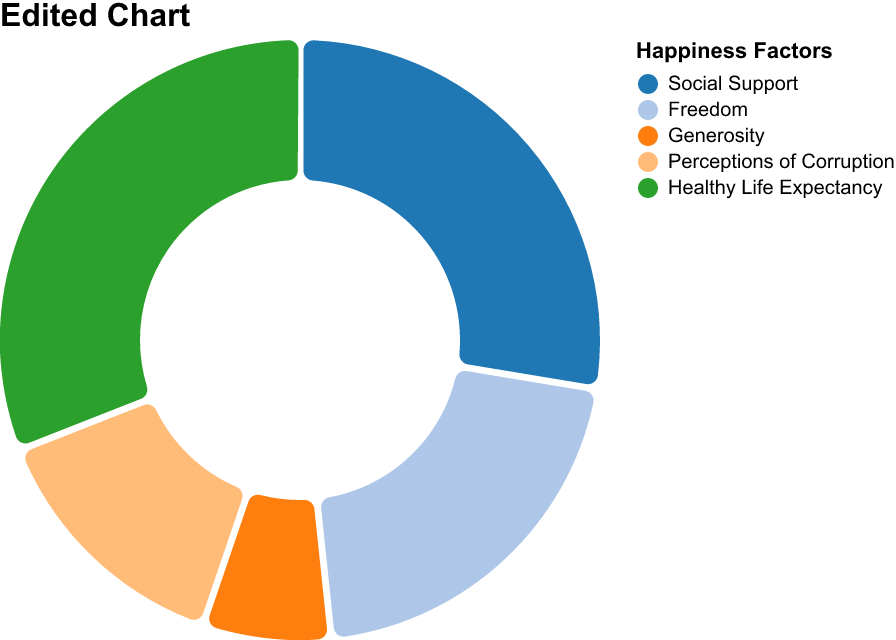 Edited Chart
Happiness Factors
Social Support
Freedom
Generosity
Perceptions of Corruption
Healthy Life Expectancy